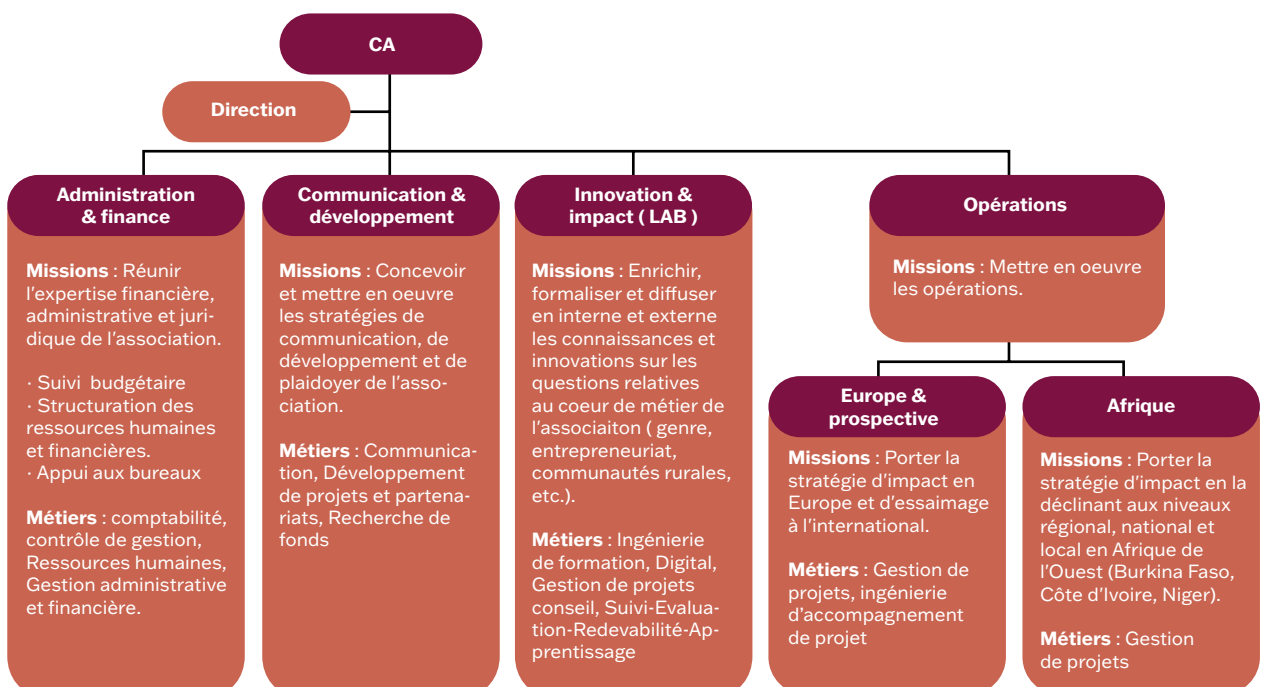 CA
Direction
Administration
& finance
Missions : Réunir
l'expertise financière,
administrative et juri-
dique de l'association.
· Suivi budgétaire
· Structuration des
ressources humaines
et financières.
· Appui aux bureaux
Métiers : comptabilité,
contrôle de gestion,
Ressources humaines,
Gestion administrative
et financière.
Communication &
développement
Missions : Concevoir
et mettre en oeuvre
les stratégies de
communication, de
développement et de
plaidoyer de l'asso-
ciation.
Métiers : Communica-
tion, Développement
de projets et partena-
riats, Recherche de
fonds
Innovation &
impact ( LAB )
Missions : Enrichir,
formaliser et diffuser
en interne et externe
les connaissances et
innovations sur les
questions relatives
au coeur de métier de
l'associaiton ( genre,
entrepreneuriat,
communautés rurales,
etc.).
Métiers : Ingénierie
de formation, Digital,
Gestion de projets
conseil, Suivi-Evalua-
tion-Redevabilité-Ap-
prentissage
Opérations
Missions : Mettre en oeuvre
les opérations.
Europe &
prospective
Missions : Porter la
stratégie d'impact en
Europe et d'essaimage
à l'international.
Métiers : Gestion de
projets, ingénierie
d'accompagnement
de projet
Afrique
Missions : Porter la
stratégie d'impact en la
déclinant aux niveaux
régional, national et
local en Afrique de
l'Ouest (Burkina Faso,
Côte d'Ivoire, Niger).
Métiers : Gestion
de projets